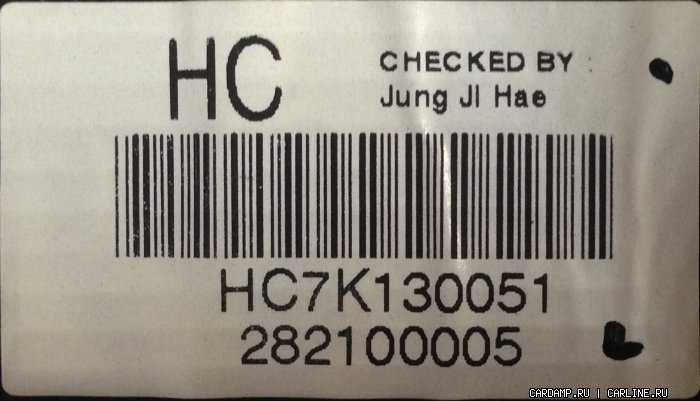 HC
CHECKED BY :
Jung JI Hae
HC7K130051
282100005
CARDAMP.RU | CARLINE.RU